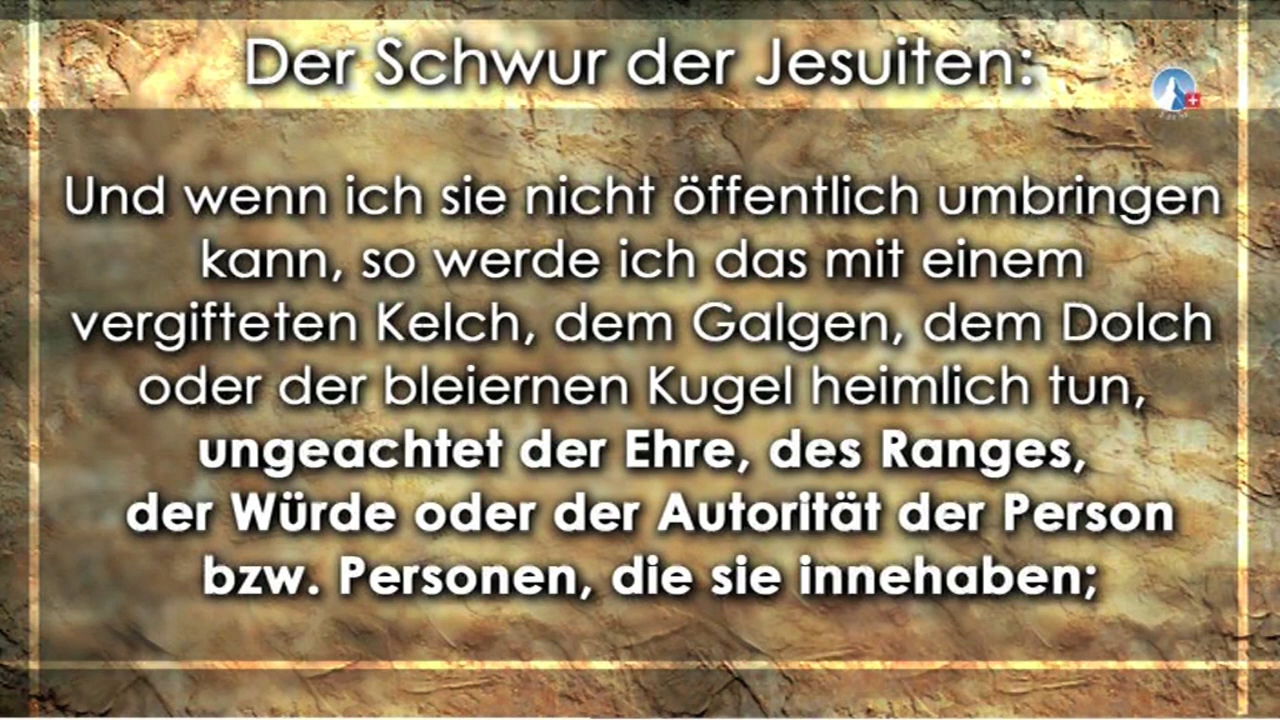 Der Schwur der Jesuiten:
Und wenn ich sie nicht öffentlich umbringen
kann, so werde ich das mit einem
vergifteten Kelch, dem Galgen, dem Dolch
oder der bleiernen Kugel heimlich tun,
ungeachtet der Ehre, des Ranges,
der Würde oder der Autorität der Person
bzw. Personen, die sie innehaben;